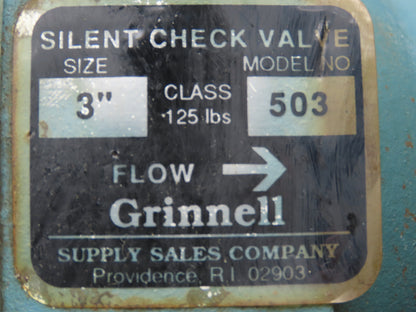 SILENT CHECK VALVE
SIZE CLASS MODEL NO.
3" 125 lbs 503
FLOW →
Grinnell
SUPPLY SALES COMPANY
Providence, R.I. 02903